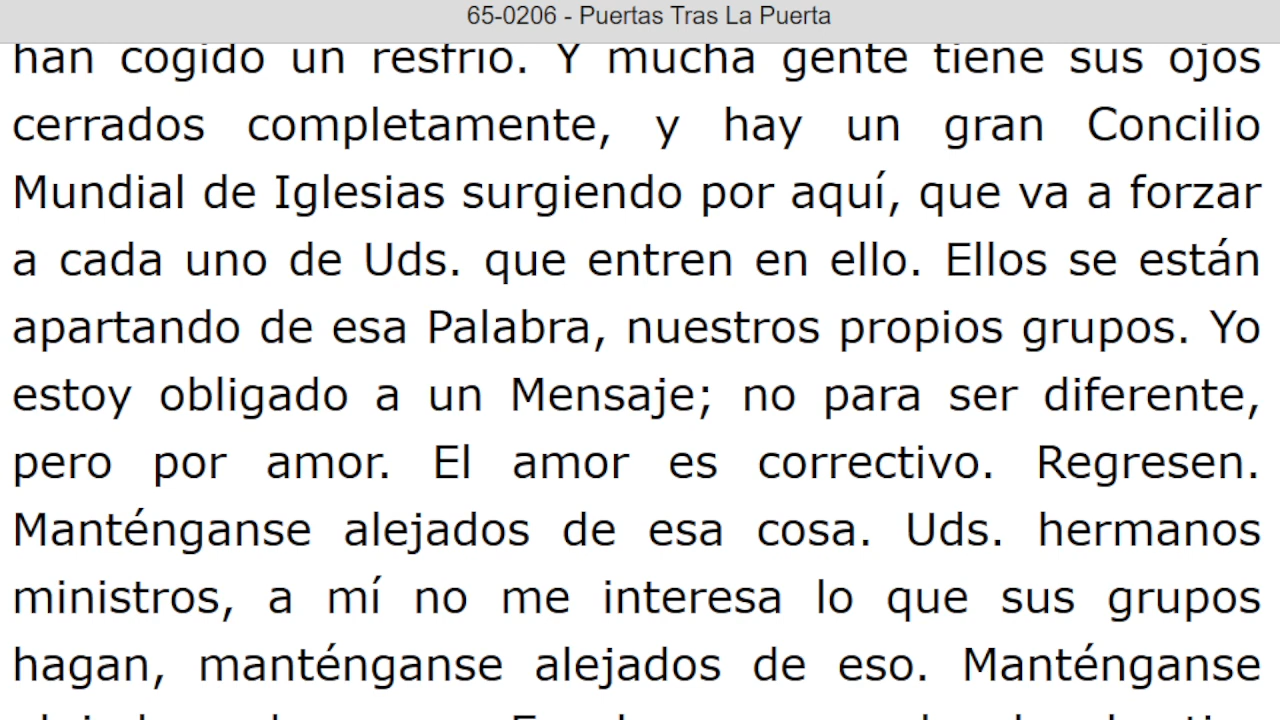 65-0206 - Puertas Tras La Puerta
han cogido un resfrío. Y mucha gente tiene sus ojos
cerrados completamente, y hay un gran Concilio
Mundial de Iglesias surgiendo por aquí, que va a forzar
a cada uno de Uds. que entren en ello. Ellos se están
apartando de esa Palabra, nuestros propios grupos. Yo
estoy obligado a un Mensaje; no para ser diferente,
pero por amor. El amor es correctivo. Regresen.
Manténganse alejados de esa cosa. Uds. hermanos
ministros, a mí no me interesa lo que sus grupos
hagan, manténganse alejados de eso. Manténganse